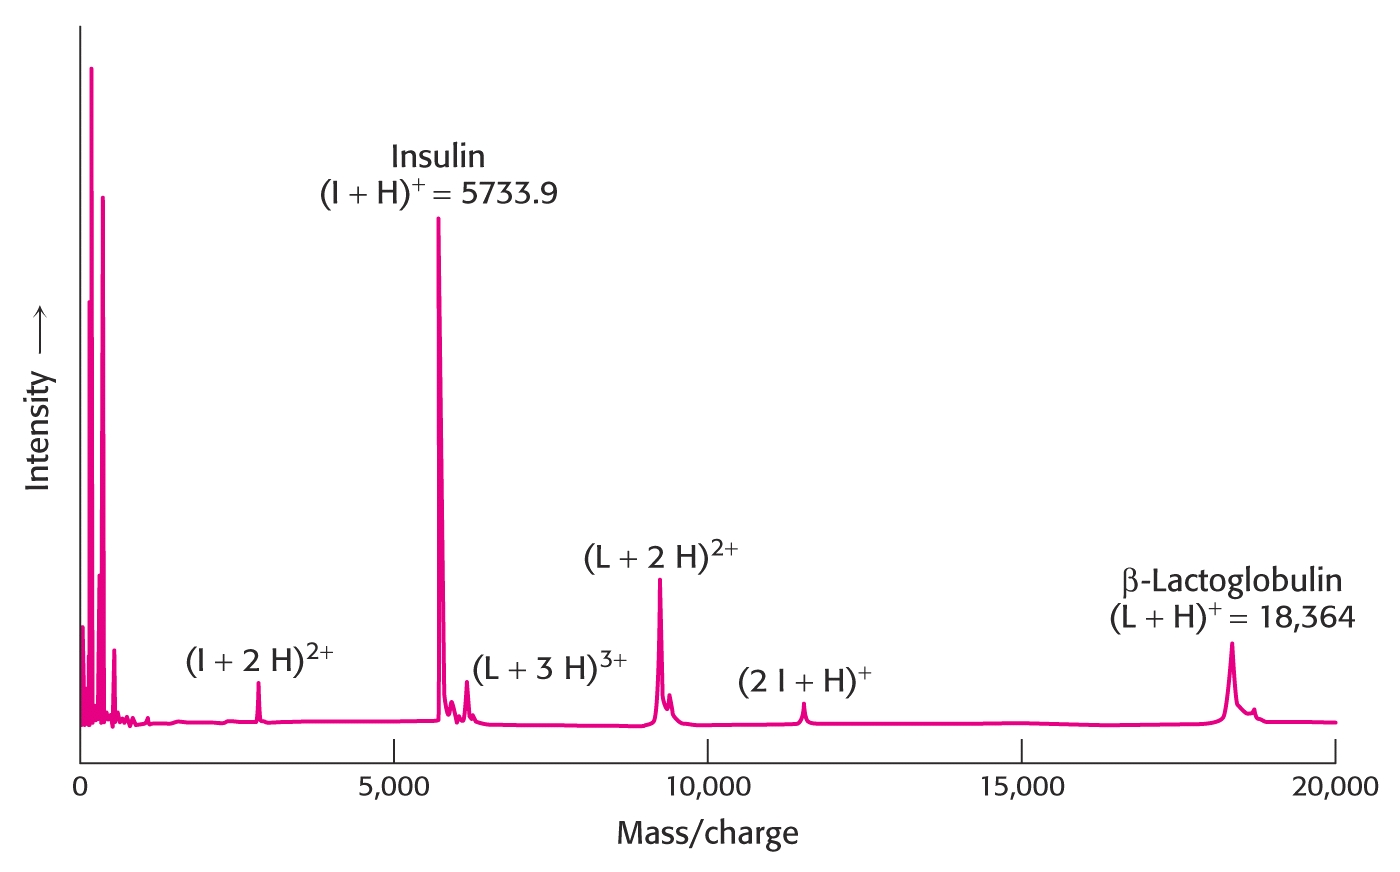 Insulin
(I + H)⁺ = 5733.9
(L + 2 H)²⁺
β-Lactoglobulin
(L + H)⁺ = 18,364
(I + 2 H)²⁺
(L + 3 H)³⁺
(2 I + H)⁺
Intensity →
0
5,000
10,000
15,000
20,000
Mass/charge